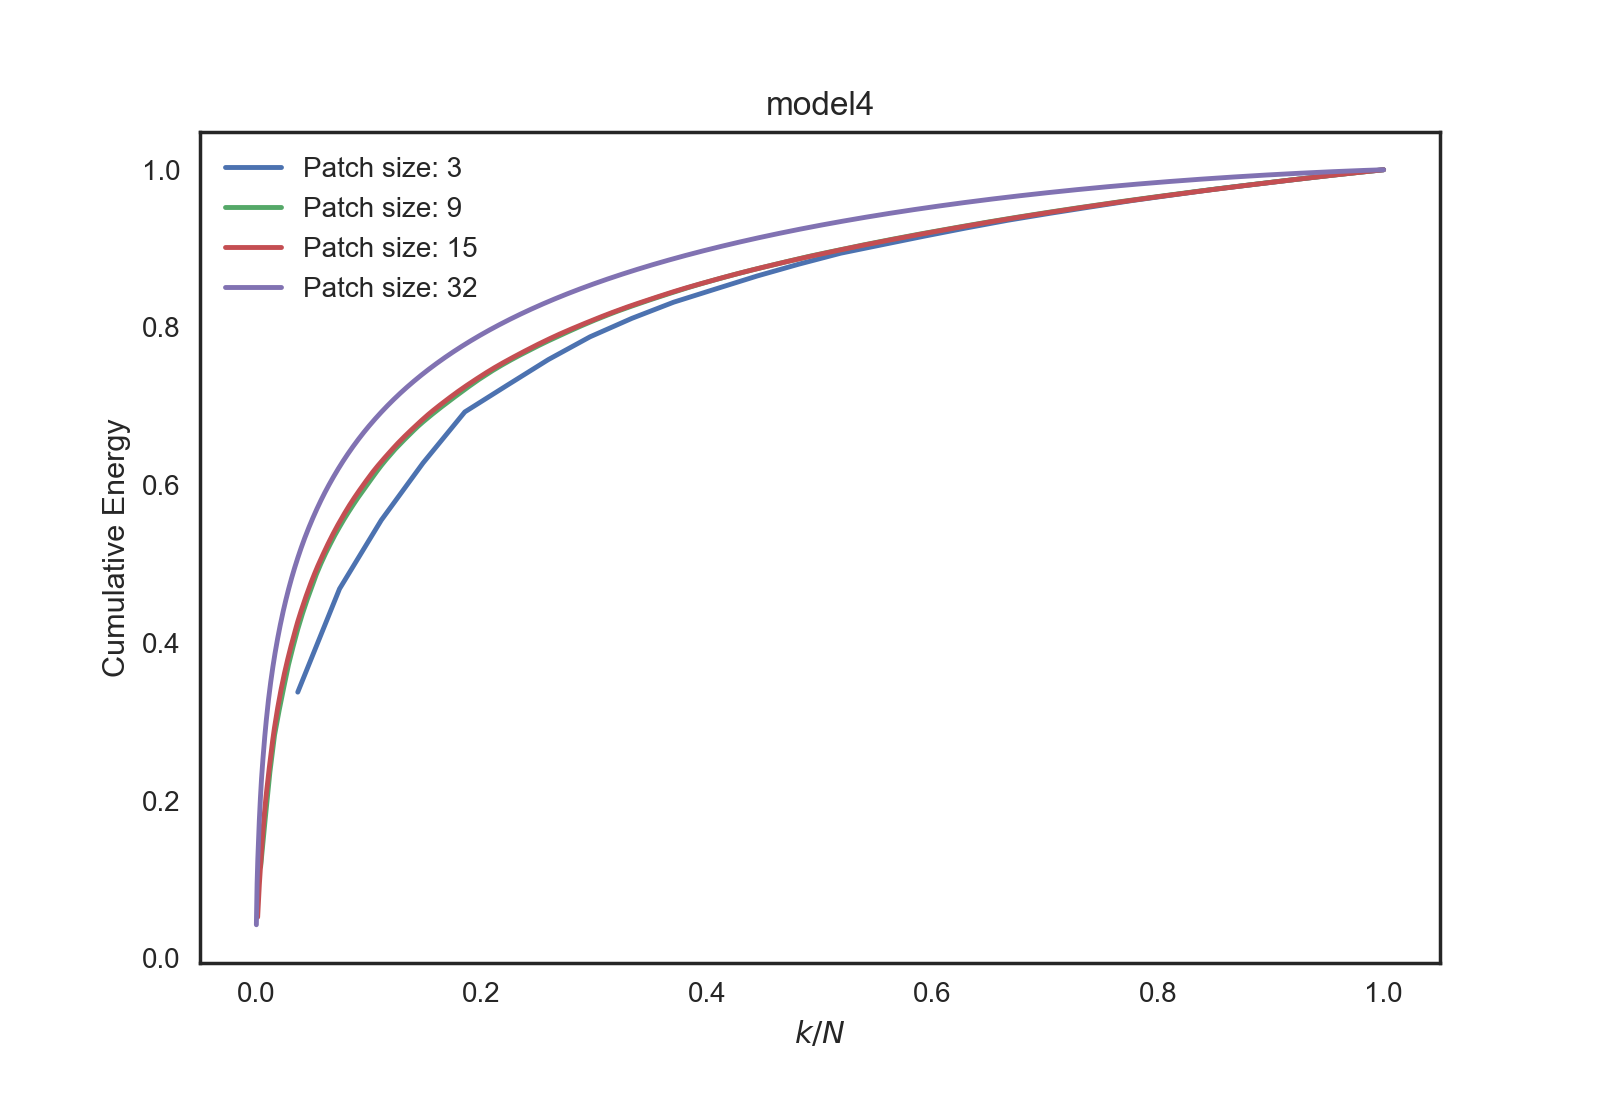 model4
Patch size: 3
Patch size: 9
Patch size: 15
Patch size: 32
Cumulative Energy
1.0
0.8
0.6
0.4
0.2
0.0
0.0 0.2 0.4 0.6 0.8 1.0
k/N